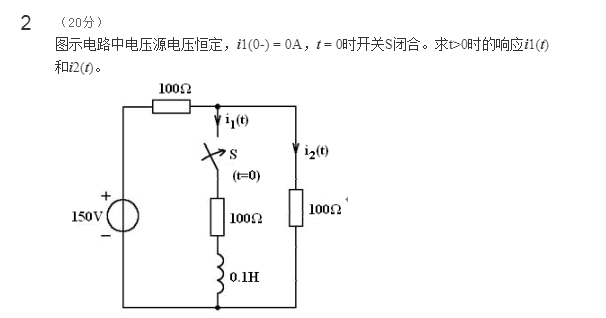 2 （20分）
图示电路中电压源电压恒定，i1(0-) = 0A，t = 0时开关S闭合。求t>0时的响应i1(t)
和i2(t)。
100Ω
i₁(t)
S
i₂(t)
(t=0)
+
150V
100Ω
100Ω
−
0.1H